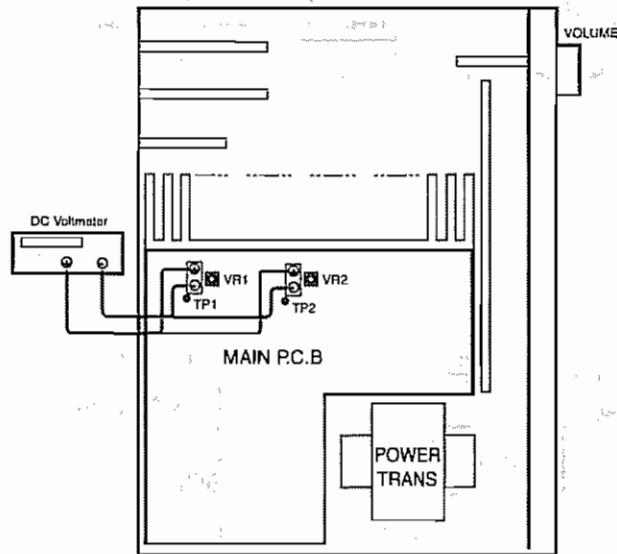 VOLUME
DC Voltmeter
VR1
VR2
TP1
TP2
MAIN P.C.B
POWER
TRANS